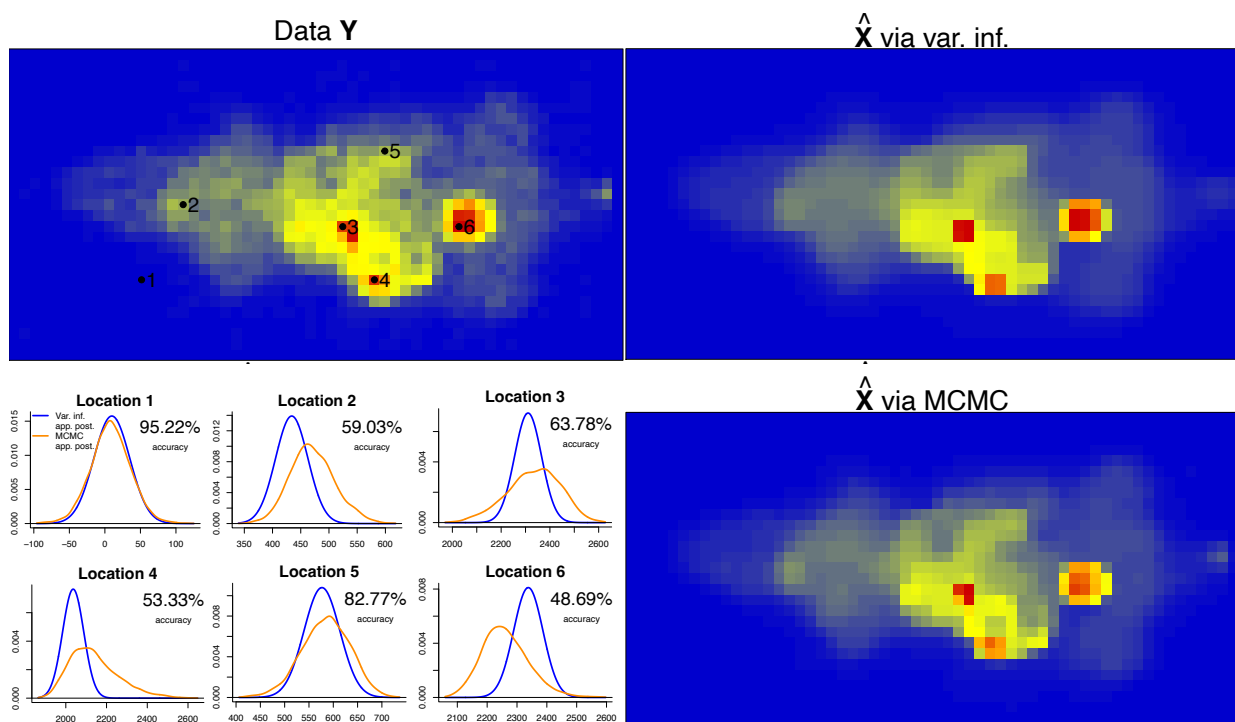 Data Y
X̂ via var. inf.
5
2
3
6
4
1
Location 1
Var. inf.
app. post.
MCMC
app. post.
95.22%
accuracy
0.000 0.005 0.010 0.015
−100 −50 0 50 100
Location 2
59.03%
accuracy
0.000 0.004 0.008 0.012
350 400 450 500 550 600
Location 3
63.78%
accuracy
0.000 0.004
2000 2200 2400 2600
X̂ via MCMC
Location 4
53.33%
accuracy
0.000 0.004
2000 2200 2400 2600
Location 5
82.77%
accuracy
0.000 0.004 0.008
400 450 500 550 600 650 700
Location 6
48.69%
accuracy
0.000 0.002 0.004 0.006 0.008
2100 2200 2300 2400 2500 2600